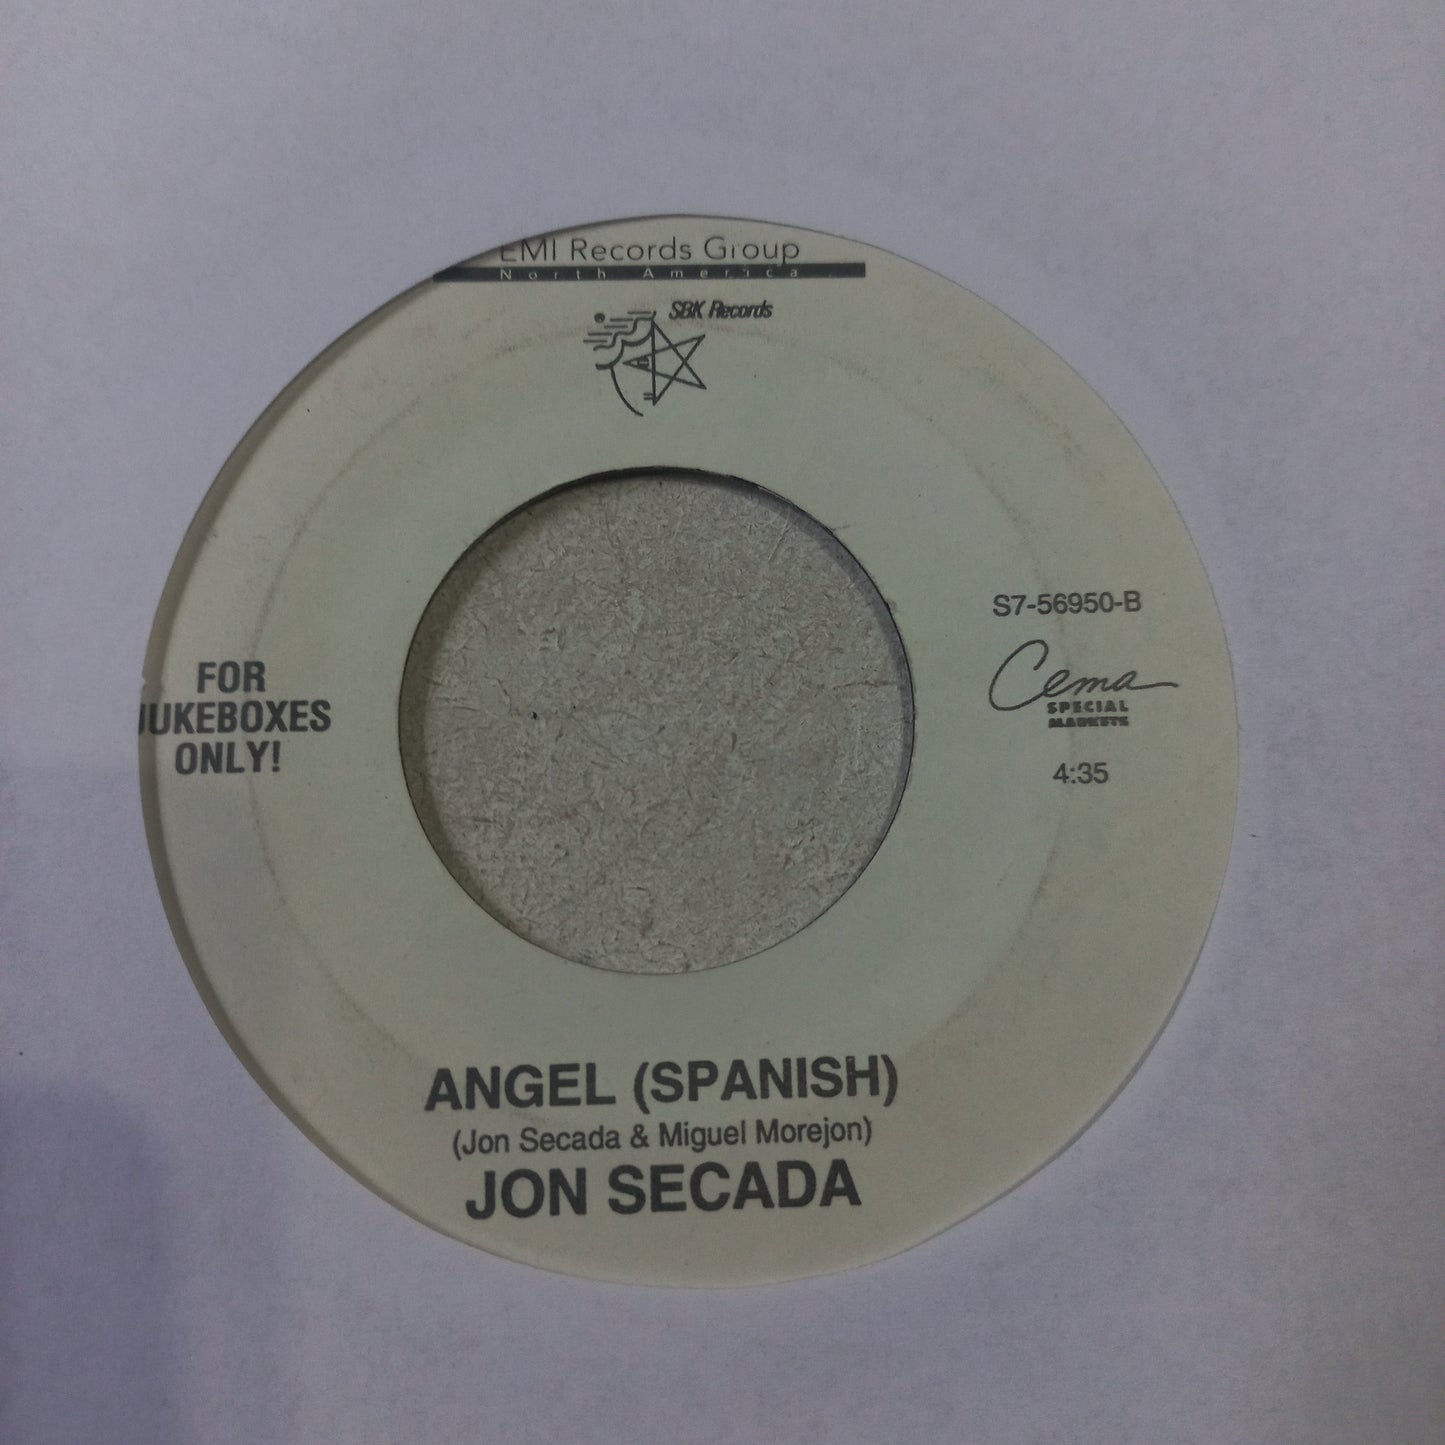 EMI Records Group
North America
SBK Records
®
S7-56950-B
Cema
SPECIAL
MARKETS
4:35
FOR
JUKEBOXES
ONLY!
ANGEL (SPANISH)
(Jon Secada & Miguel Morejon)
JON SECADA